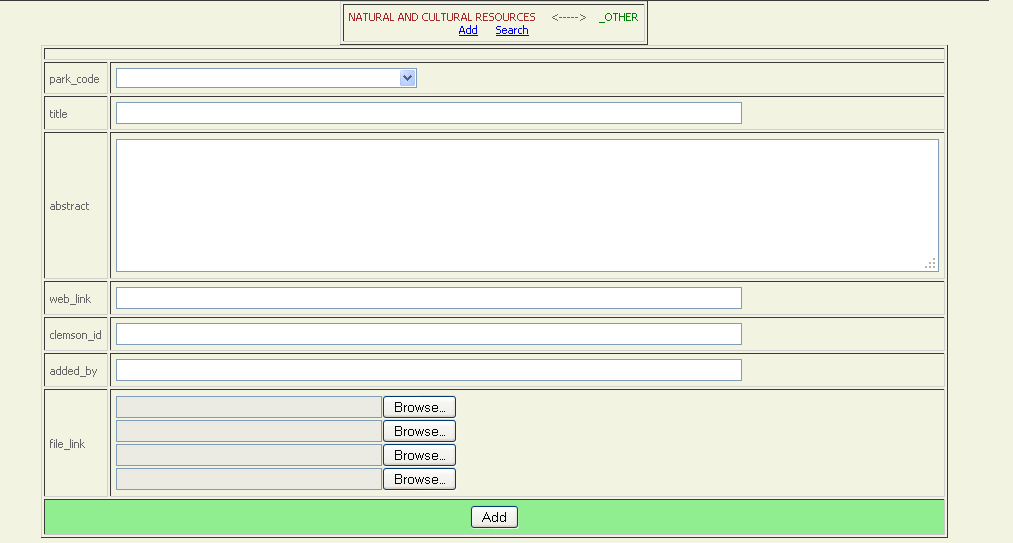 NATURAL AND CULTURAL RESOURCES <-----> _OTHER
Add Search
park_code
title
abstract
web_link
clemson_id
added_by
file_link
Browse...
Browse...
Browse...
Browse...
Add